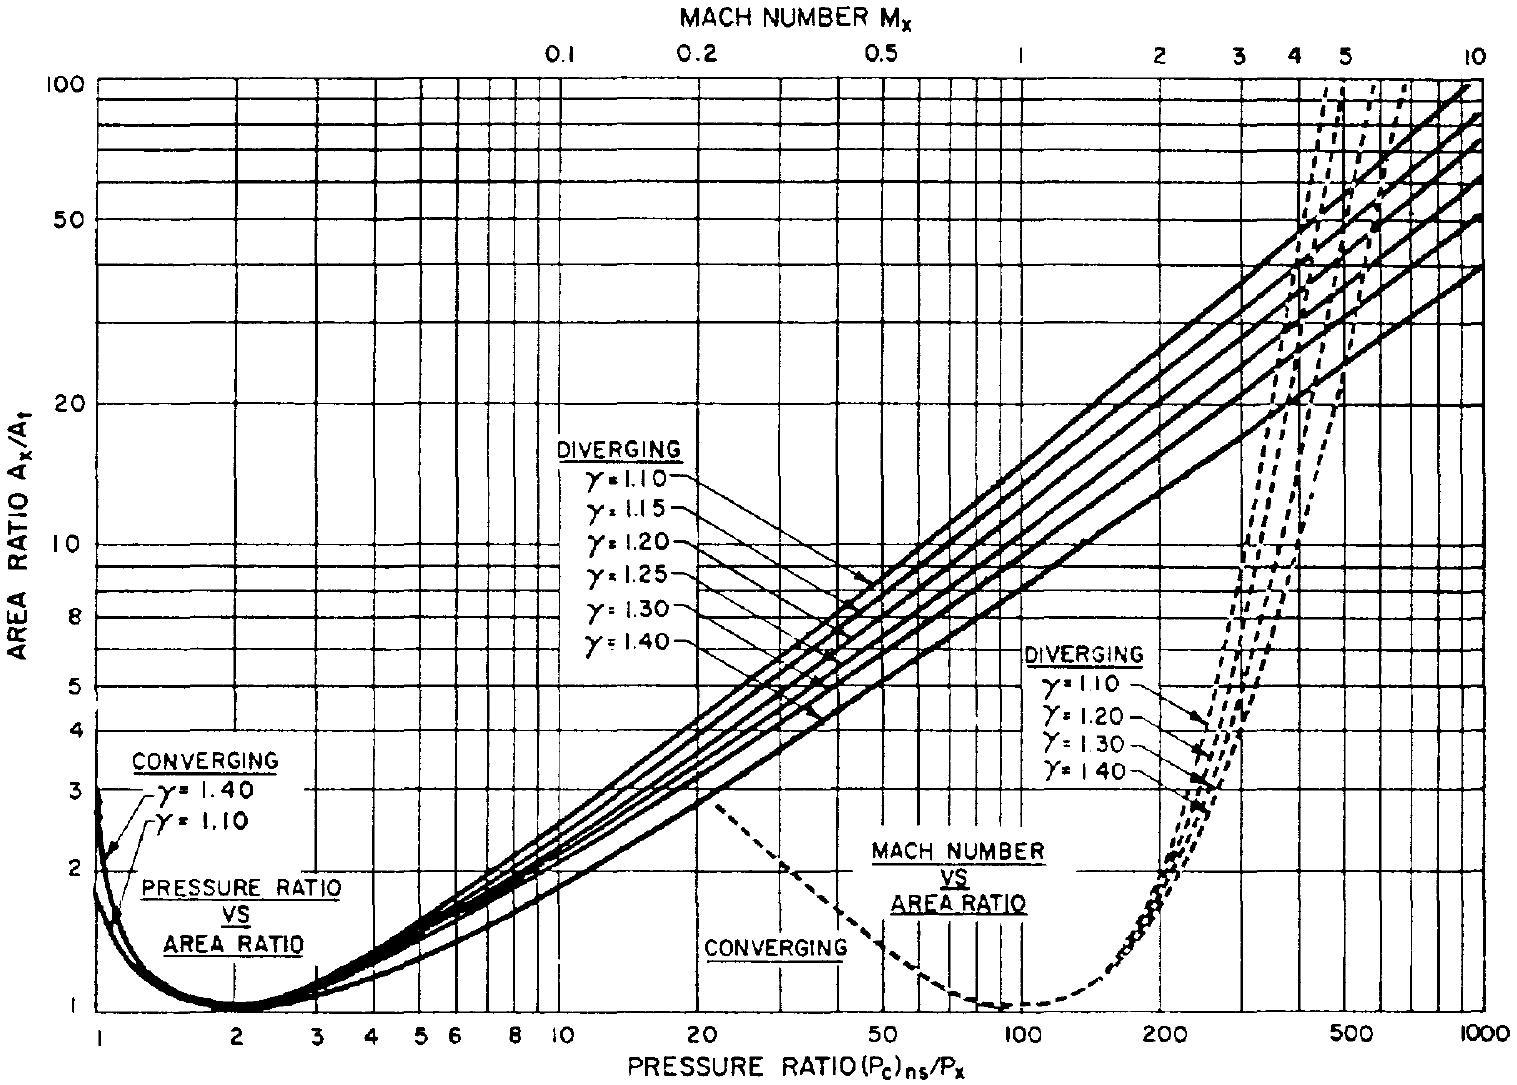 MACH NUMBER Mx
0.1 0.2 0.5 1 2 3 4 5 10
100
50
20
10
8
5
4
3
2
1
AREA RATIO Ax/At
DIVERGING
γ = 1.10
γ = 1.15
γ = 1.20
γ = 1.25
γ = 1.30
γ = 1.40
DIVERGING
γ = 1.10
γ = 1.20
γ = 1.30
γ = 1.40
CONVERGING
γ = 1.40
γ = 1.10
PRESSURE RATIO
VS
AREA RATIO
MACH NUMBER
VS
AREA RATIO
CONVERGING
1 2 3 4 5 6 8 10 20 50 100 200 500 1000
PRESSURE RATIO (Pc)ns/Px